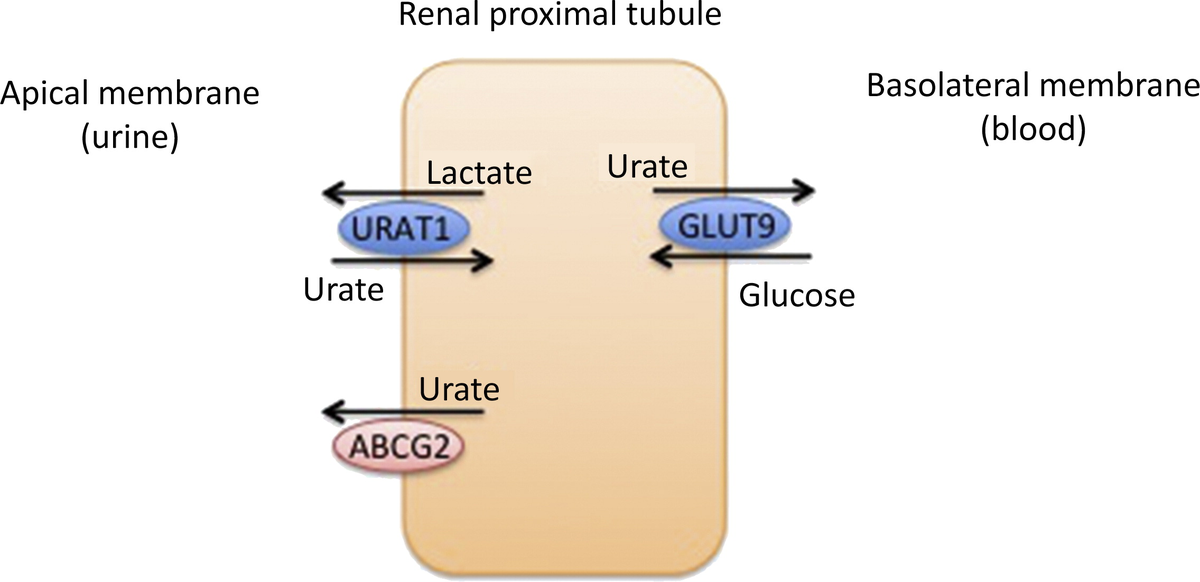 Renal proximal tubule
Apical membrane
(urine)
Basolateral membrane
(blood)
Lactate
URAT1
Urate
Urate
GLUT9
Glucose
Urate
ABCG2